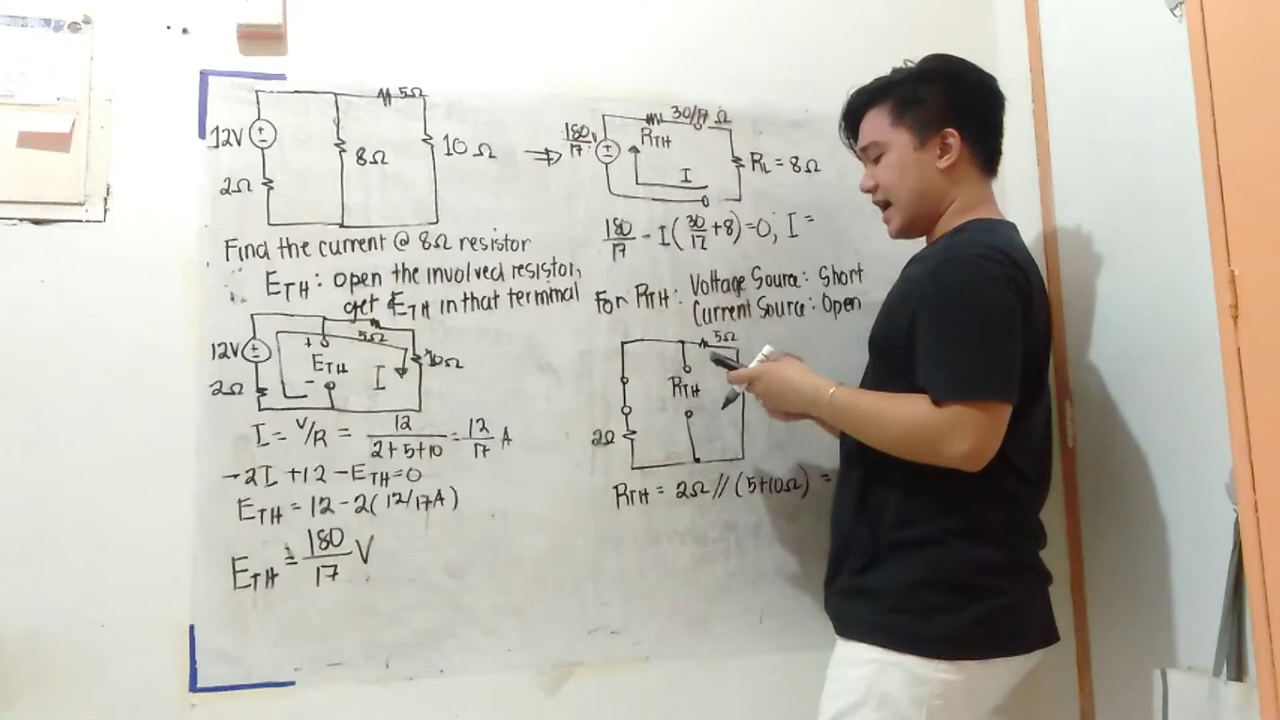 5Ω
12V
8Ω
10Ω
2Ω
Find the current @ 8Ω resistor
∴ ETH: open the involved resistor,
get ETH in that terminal
5Ω
12V
+
ETH
-
I
10Ω
2Ω
I = V/R = 12/(2+5+10) = 12/17 A
-2I +12 - ETH = 0
ETH = 12 - 2(12/17A)
ETH = 180/17 V
⇒
30/17 Ω
180/17 V
RTH
I
RL = 8Ω
180/17 - I(30/17 + 8) = 0; I =
For RTH: Voltage Source: Short
Current Source: Open
5Ω
RTH
2Ω
RTH = 2Ω // (5+10Ω) =